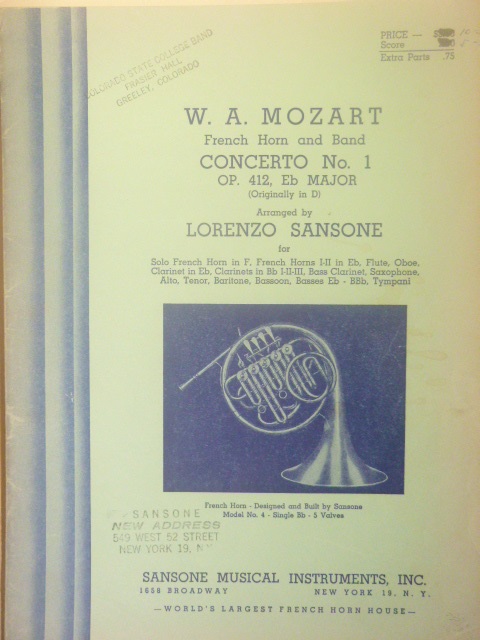 COLORADO STATE COLLEGE BAND
FRASIER HALL
GREELEY, COLORADO
PRICE —
Score
Extra Parts .75
W. A. MOZART
French Horn and Band
CONCERTO No. 1
OP. 412, Eb MAJOR
(Originally in D)
Arranged by
LORENZO SANSONE
for
Solo French Horn in F, French Horns I-II in Eb, Flute, Oboe,
Clarinet in Eb, Clarinets in Bb I-II-III, Bass Clarinet, Saxophone,
Alto, Tenor, Baritone, Bassoon, Basses Eb - BBb, Tympani
French Horn - Designed and Built by Sansone
Model No. 4 - Single Bb - 5 Valves
SANSONE
NEW ADDRESS
549 WEST 52 STREET
NEW YORK 19, N
SANSONE MUSICAL INSTRUMENTS, INC.
1658 BROADWAY NEW YORK 19, N. Y.
—WORLD'S LARGEST FRENCH HORN HOUSE—